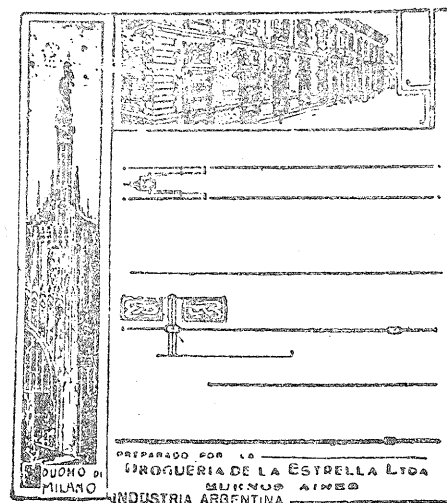 DUOMO DI
MILANO
PREPARADO POR LA
DROGUERIA DE LA ESTRELLA LTDA
BUENOS AIRES
INDUSTRIA ARGENTINA